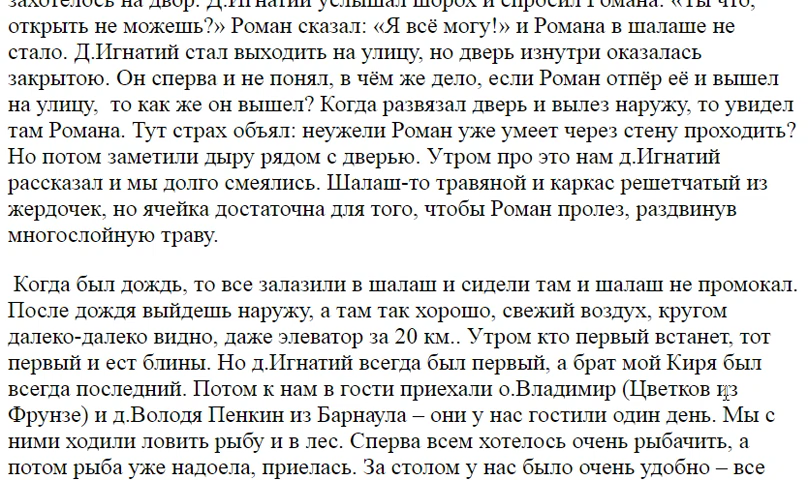 захотелось на двор. Д.Игнатий услышал шорох и спросил Романа: «Ты что,
открыть не можешь?» Роман сказал: «Я всё могу!» и Романа в шалаше не
стало. Д.Игнатий стал выходить на улицу, но дверь изнутри оказалась
закрытою. Он сперва и не понял, в чём же дело, если Роман отпёр её и вышел
на улицу,  то как же он вышел? Когда развязал дверь и вылез наружу, то увидел
там Романа. Тут страх объял: неужели Роман уже умеет через стену проходить?
Но потом заметили дыру рядом с дверью. Утром про это нам д.Игнатий
рассказал и мы долго смеялись. Шалаш-то травяной и каркас решетчатый из
жердочек, но ячейка достаточна для того, чтобы Роман пролез, раздвинув
многослойную траву.

Когда был дождь, то все залазили в шалаш и сидели там и шалаш не промокал.
После дождя выйдешь наружу, а там так хорошо, свежий воздух, кругом
далеко-далеко видно, даже элеватор за 20 км.. Утром кто первый встанет, тот
первый и ест блины. Но д.Игнатий всегда был первый, а брат мой Киря был
всегда последний. Потом к нам в гости приехали о.Владимир (Цветков из
Фрунзе) и д.Володя Пенкин из Барнаула – они у нас гостили один день. Мы с
ними ходили ловить рыбу и в лес. Сперва всем хотелось очень рыбачить, а
потом рыба уже надоела, приелась. За столом у нас было очень удобно – все